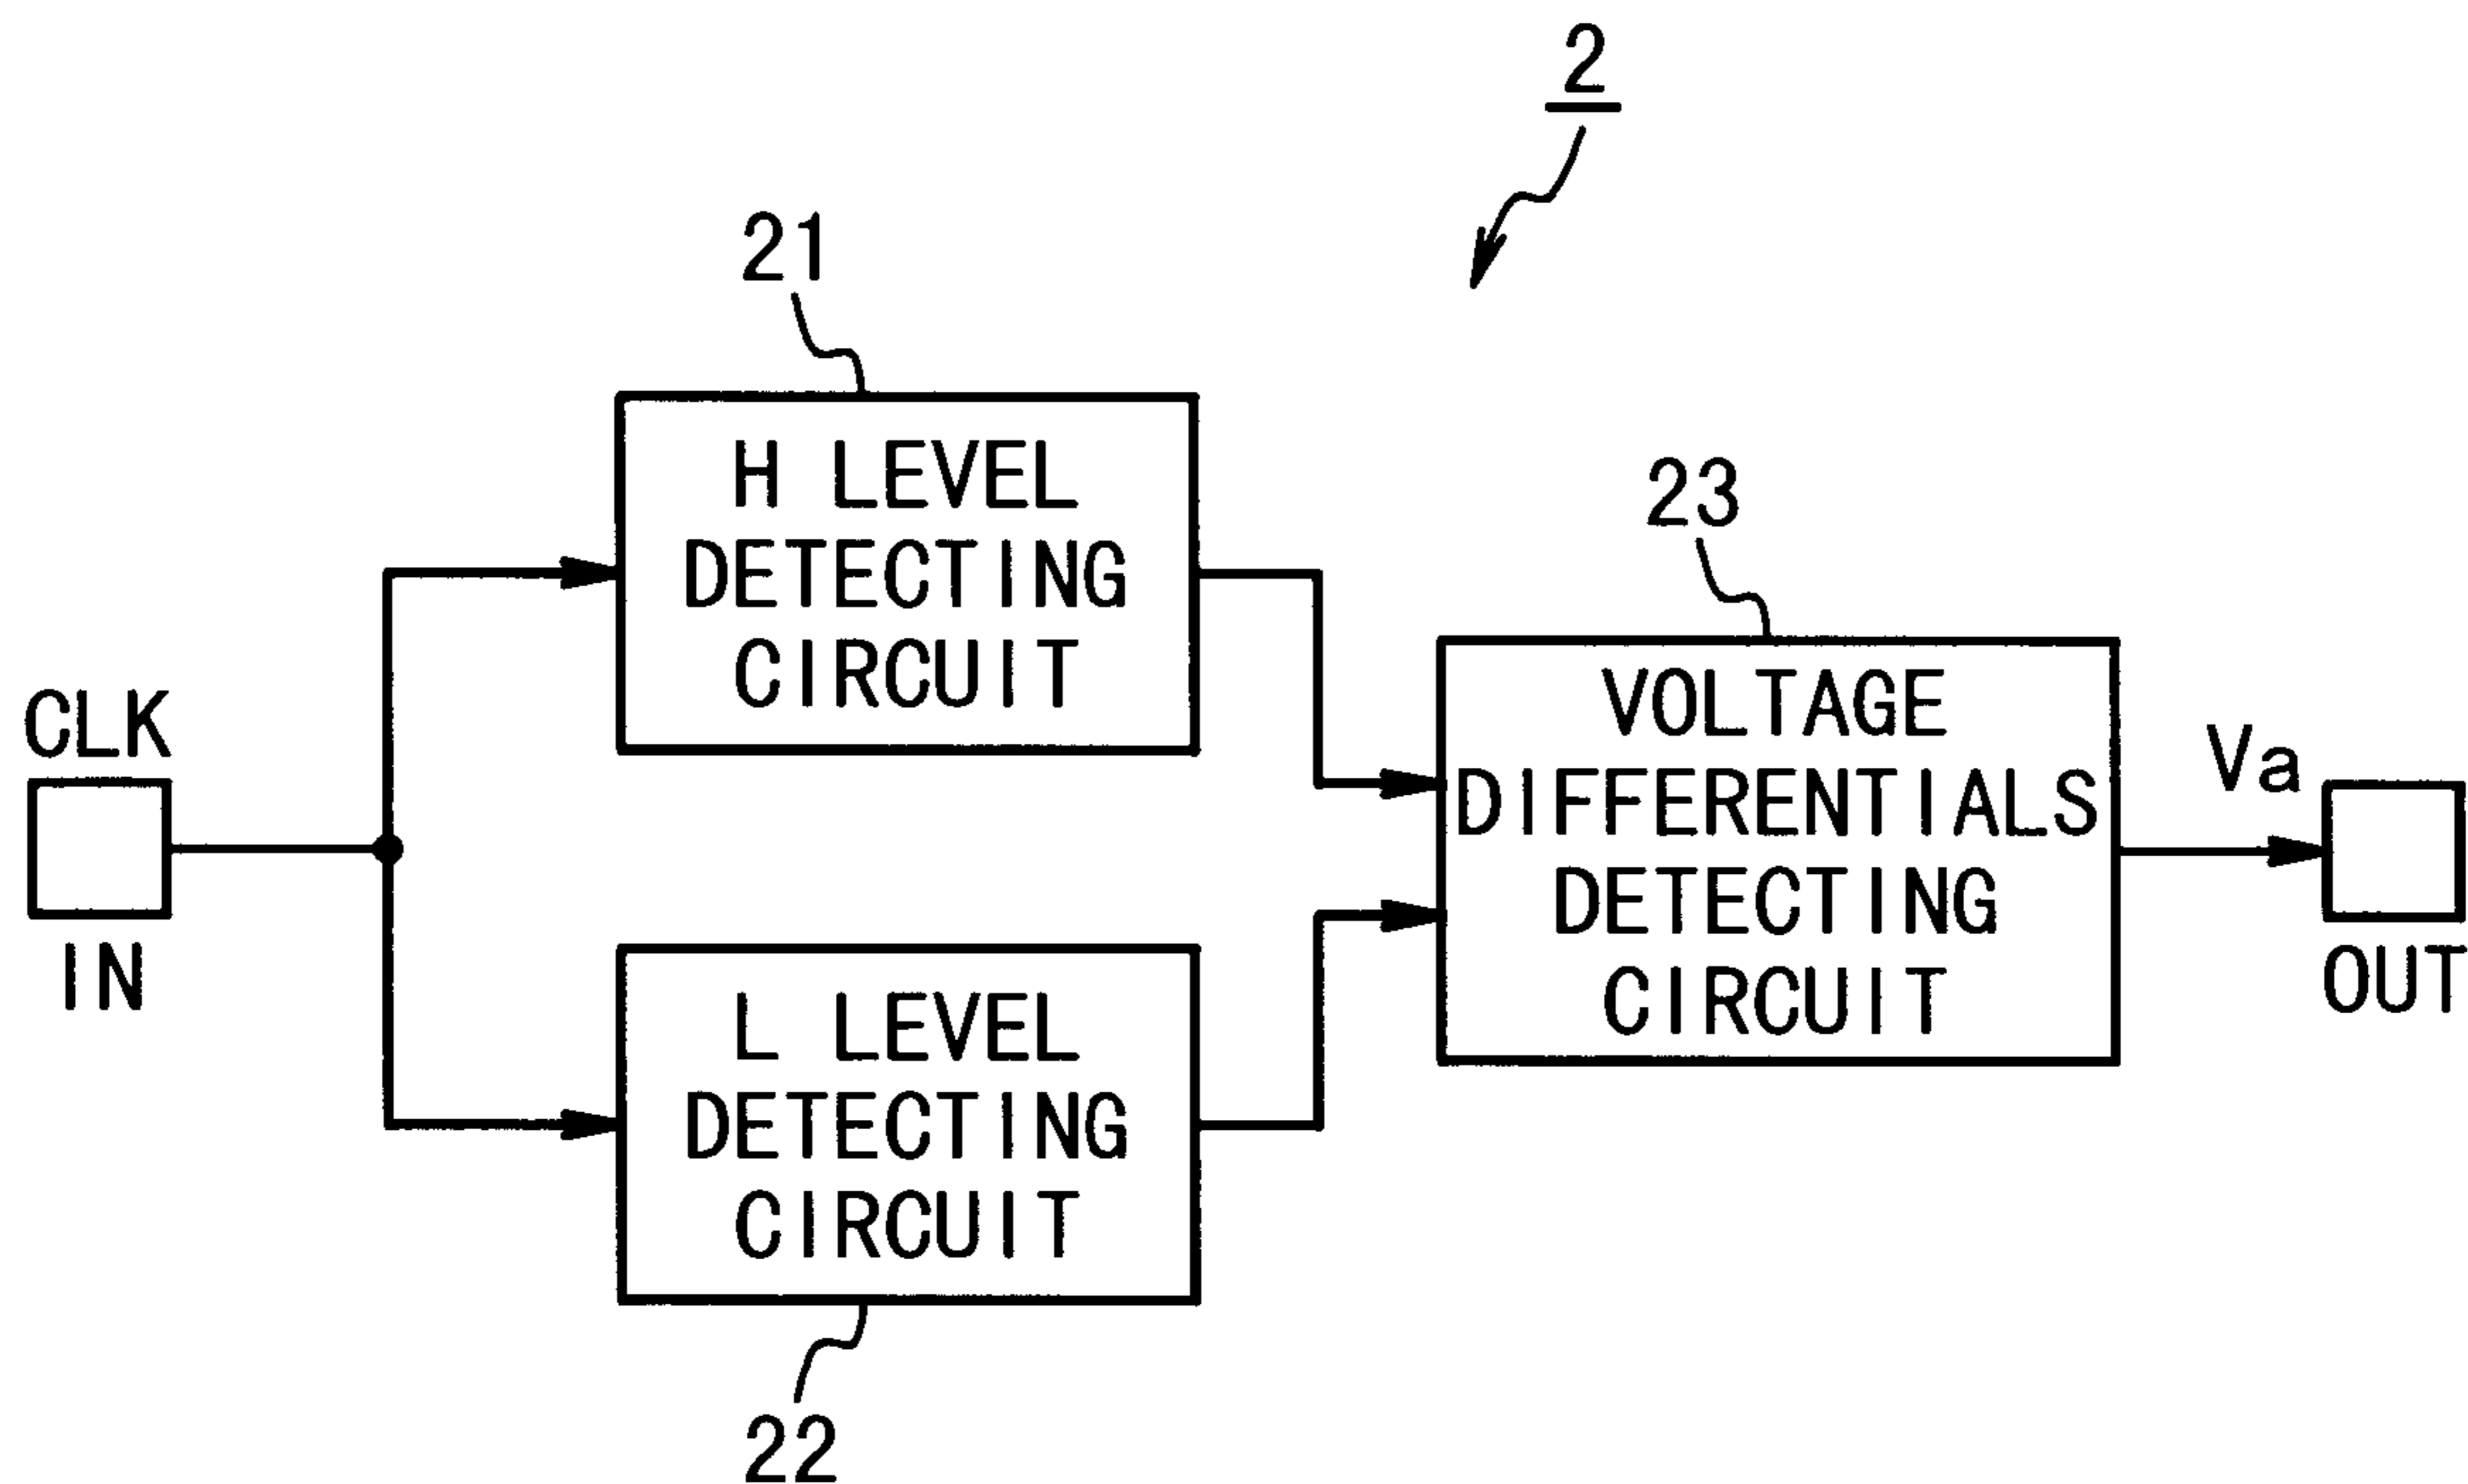 2
21
H LEVEL
DETECTING
CIRCUIT
23
VOLTAGE
DIFFERENTIALS
DETECTING
CIRCUIT
CLK
IN
Va
OUT
L LEVEL
DETECTING
CIRCUIT
22